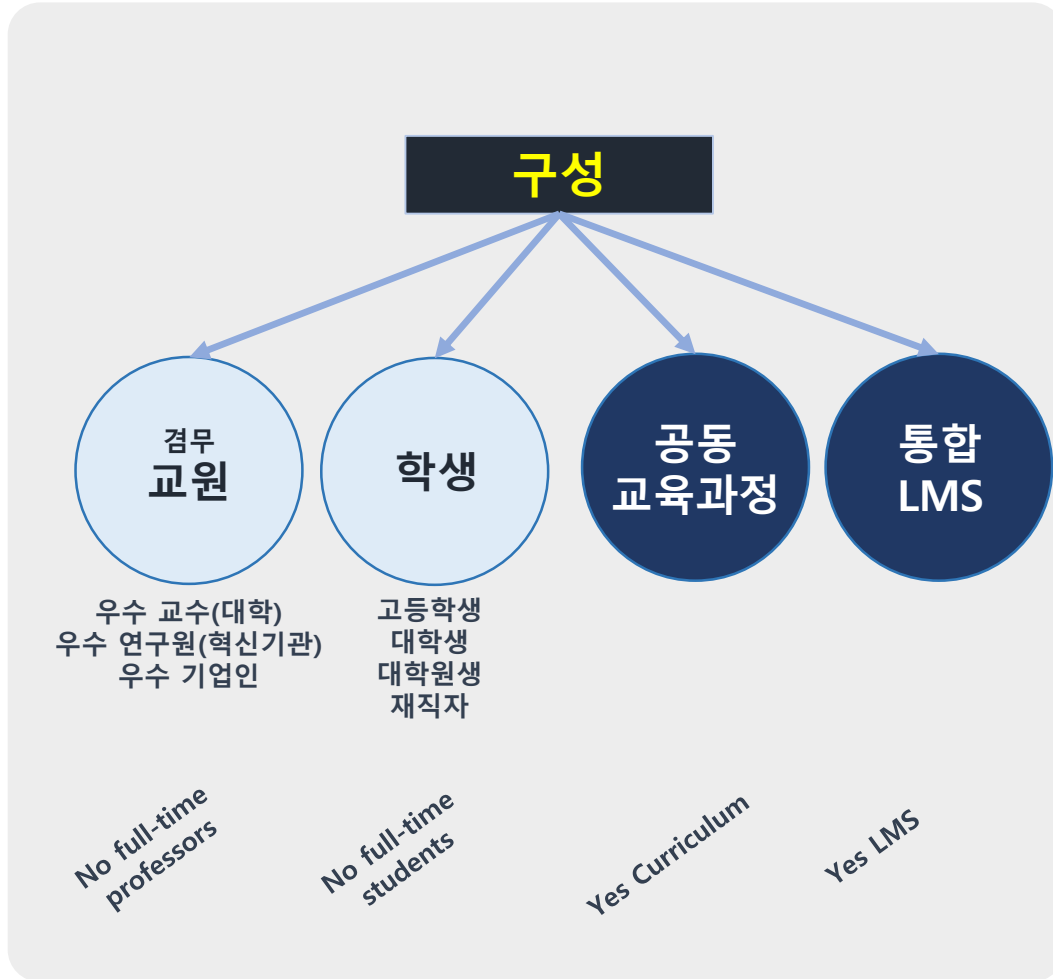 구성
겸무
교원
학생
공동
교육과정
통합
LMS
우수 교수(대학)
우수 연구원(혁신기관)
우수 기업인
고등학생
대학생
대학원생
재직자
No full-time
professors
No full-time
students
Yes Curriculum
Yes LMS